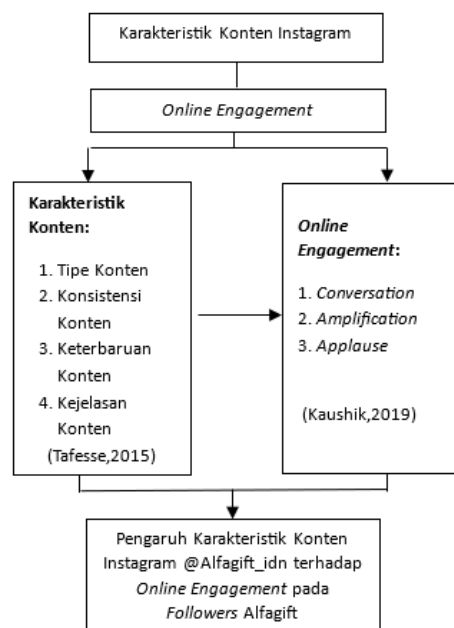 Karakteristik Konten Instagram
Online Engagement
Karakteristik
Konten:
1. Tipe Konten
2. Konsistensi
Konten
3. Keterbaruan
Konten
4. Kejelasan
Konten
(Tafesse,2015)
Online
Engagement:
1. Conversation
2. Amplification
3. Applause
(Kaushik,2019)
Pengaruh Karakteristik Konten
Instagram @Alfagift_idn terhadap
Online Engagement pada
Followers Alfagift